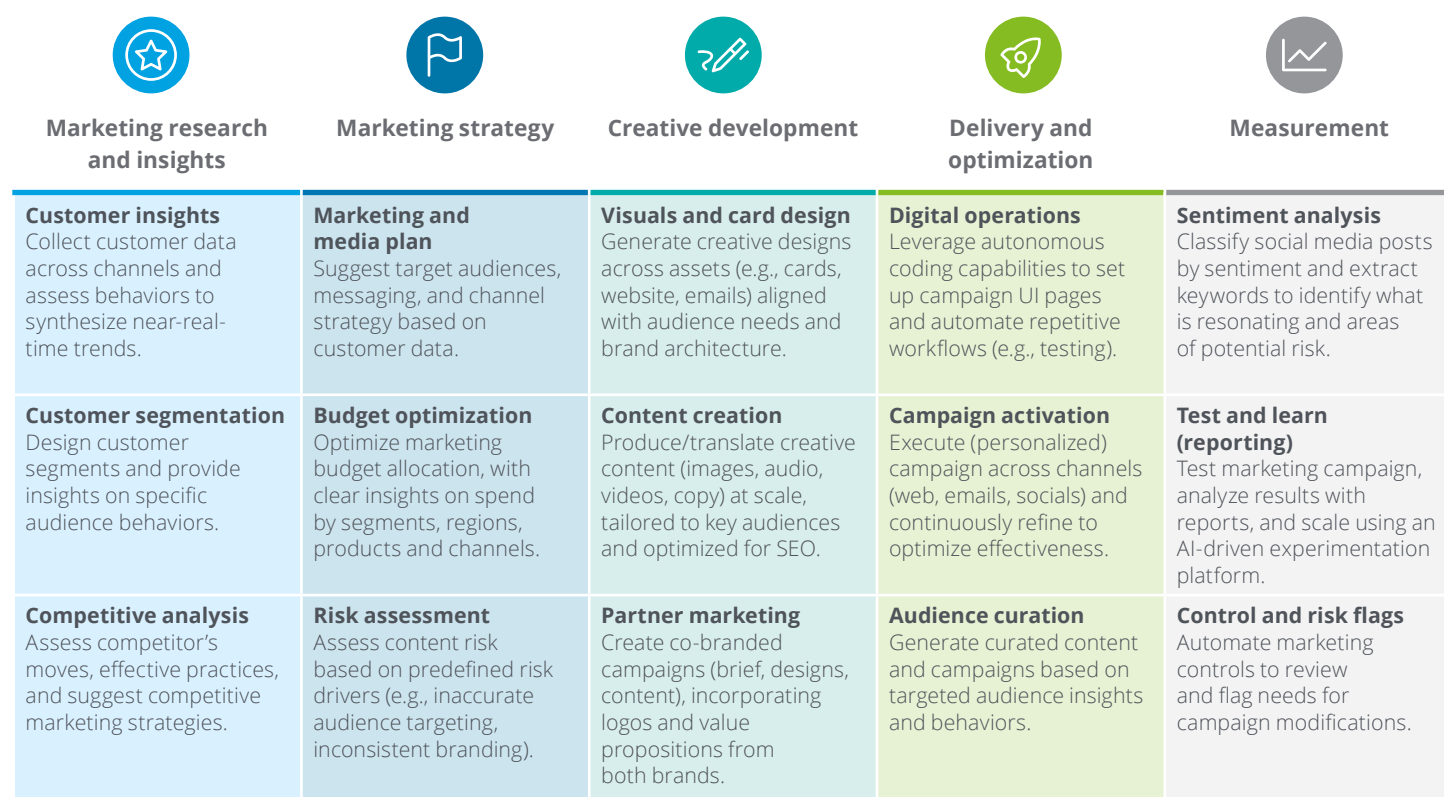 Marketing research
and insights
Marketing strategy
Creative development
Delivery and
optimization
Measurement
Customer insights
Collect customer data
across channels and
assess behaviors to
synthesize near-real-
time trends.
Marketing and
media plan
Suggest target audiences,
messaging, and channel
strategy based on
customer data.
Visuals and card design
Generate creative designs
across assets (e.g., cards,
website, emails) aligned
with audience needs and
brand architecture.
Digital operations
Leverage autonomous
coding capabilities to set
up campaign UI pages
and automate repetitive
workflows (e.g., testing).
Sentiment analysis
Classify social media posts
by sentiment and extract
keywords to identify what
is resonating and areas
of potential risk.
Customer segmentation
Design customer
segments and provide
insights on specific
audience behaviors.
Budget optimization
Optimize marketing
budget allocation, with
clear insights on spend
by segments, regions,
products and channels.
Content creation
Produce/translate creative
content (images, audio,
videos, copy) at scale,
tailored to key audiences
and optimized for SEO.
Campaign activation
Execute (personalized)
campaign across channels
(web, emails, socials) and
continuously refine to
optimize effectiveness.
Test and learn
(reporting)
Test marketing campaign,
analyze results with
reports, and scale using an
AI-driven experimentation
platform.
Competitive analysis
Assess competitor's
moves, effective practices,
and suggest competitive
marketing strategies.
Risk assessment
Assess content risk
based on predefined risk
drivers (e.g., inaccurate
audience targeting,
inconsistent branding).
Partner marketing
Create co-branded
campaigns (brief, designs,
content), incorporating
logos and value
propositions from
both brands.
Audience curation
Generate curated content
and campaigns based on
targeted audience insights
and behaviors.
Control and risk flags
Automate marketing
controls to review
and flag needs for
campaign modifications.